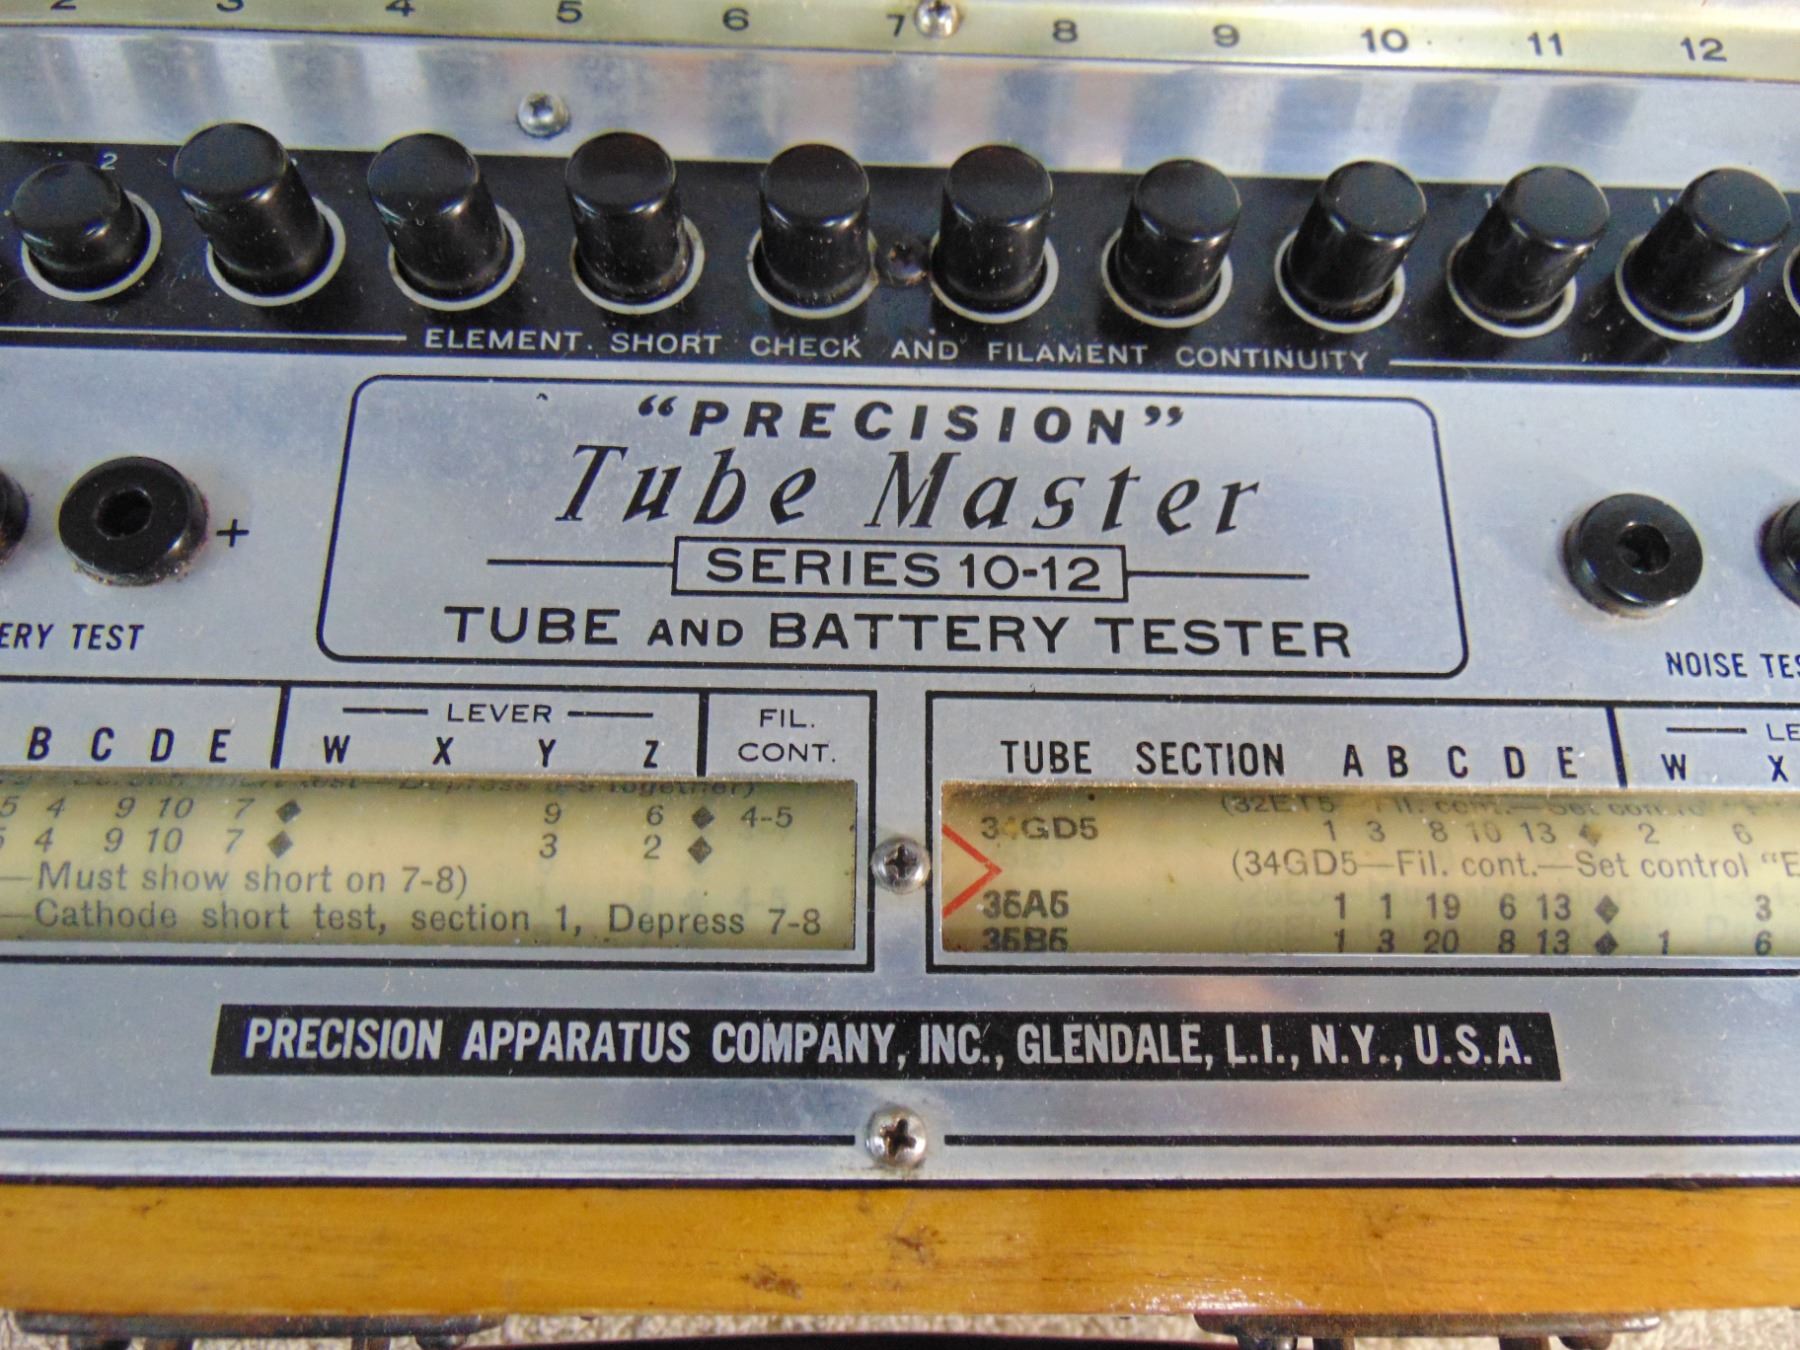 2 3 4 5 6 7 8 9 10 11 12
2
ELEMENT. SHORT CHECK AND FILAMENT CONTINUITY
“PRECISION”
Tube Master
SERIES 10-12
TUBE AND BATTERY TESTER
+
ERY TEST
NOISE TES
LEVER
FIL.
CONT.
B C D E W X Y Z
5 4 9 10 7 ◆ 9 6 ◆ 4-5
5 4 9 10 7 ◆ 3 2 ◆
—Must show short on 7-8)
—Cathode short test, section 1, Depress 7-8
LE
TUBE SECTION A B C D E W X
34GD5 1 3 8 10 13 ◆ 2 6
(34GD5—Fil. cont.—Set control “E
35A5 1 1 19 6 13 ◆ 3
35B5 1 3 20 8 13 ◆ 1 6
PRECISION APPARATUS COMPANY, INC., GLENDALE, L.I., N.Y., U.S.A.